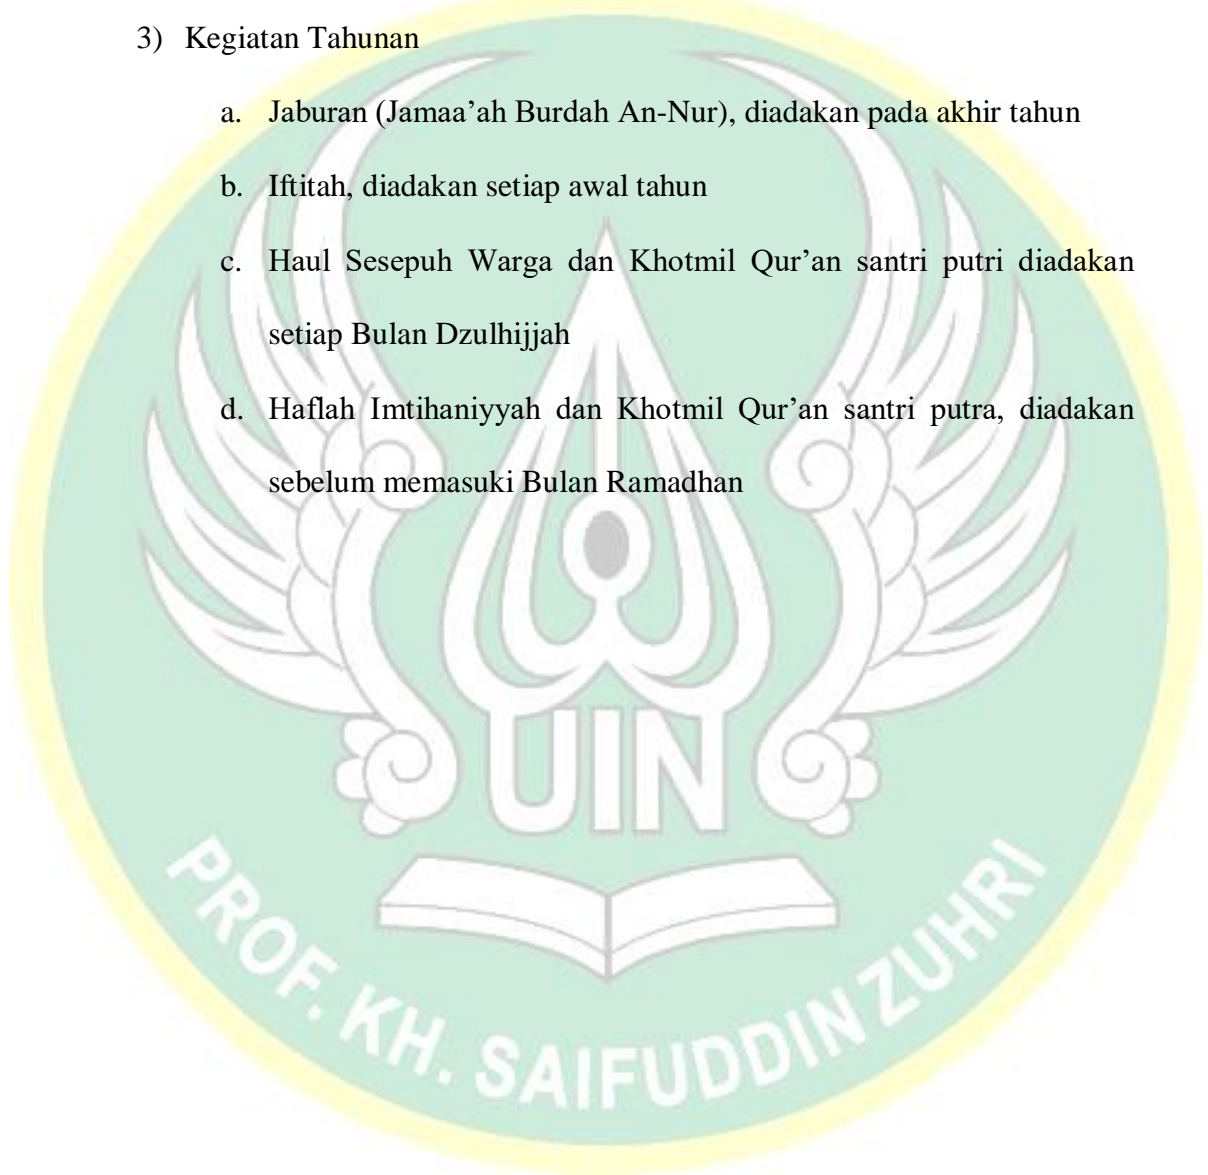 3) Kegiatan Tahunan
a. Jaburan (Jamaa’ah Burdah An-Nur), diadakan pada akhir tahun
b. Iftitah, diadakan setiap awal tahun
c. Haul Sesepuh Warga dan Khotmil Qur’an santri putri diadakan
setiap Bulan Dzulhijjah
d. Haflah Imtihaniyyah dan Khotmil Qur’an santri putra, diadakan
sebelum memasuki Bulan Ramadhan
UIN
PROF. KH. SAIFUDDIN ZUHRI